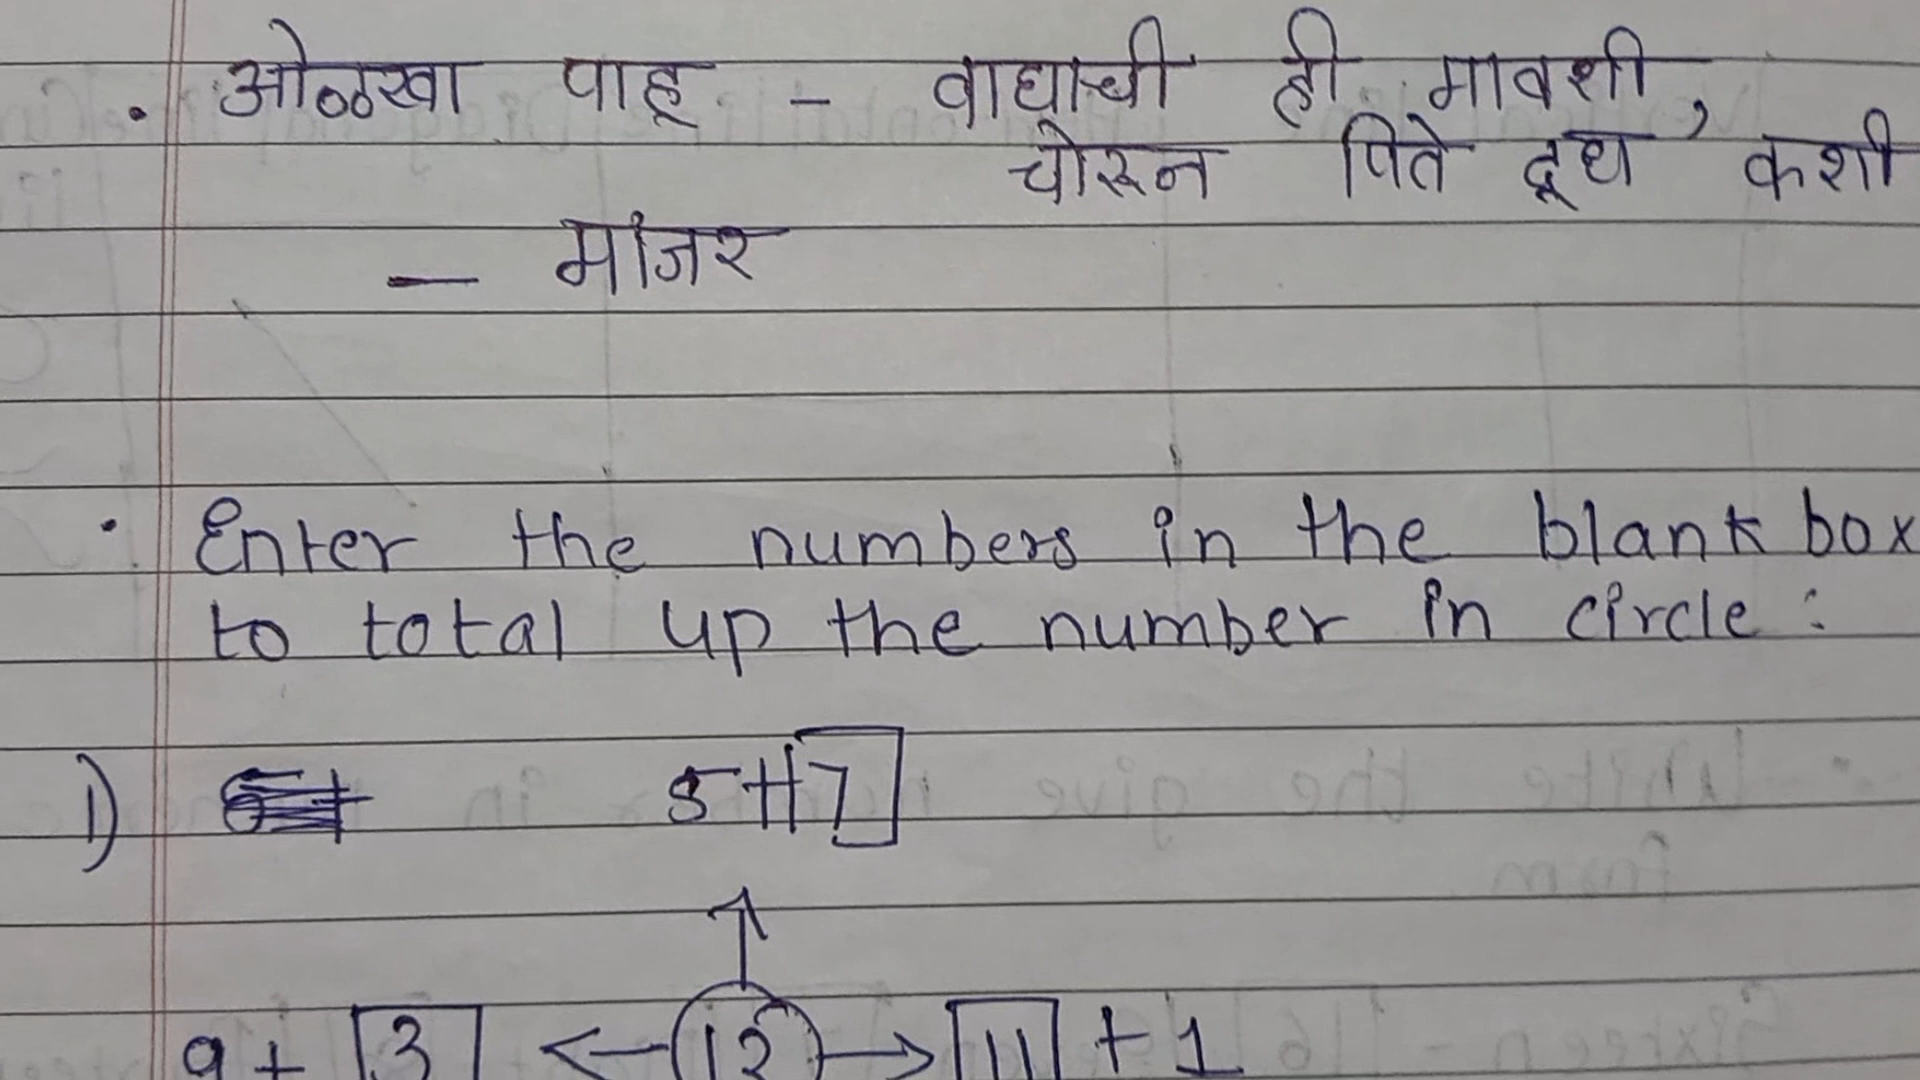 • ओळखा पाहू - वाघाची ही मावशी,
चोरून पिते दूध कशी
- मांजर
• Enter the numbers in the blank box
to total up the number in circle :
1) 5+7
9+ 3 ← 12 → 11 + 1